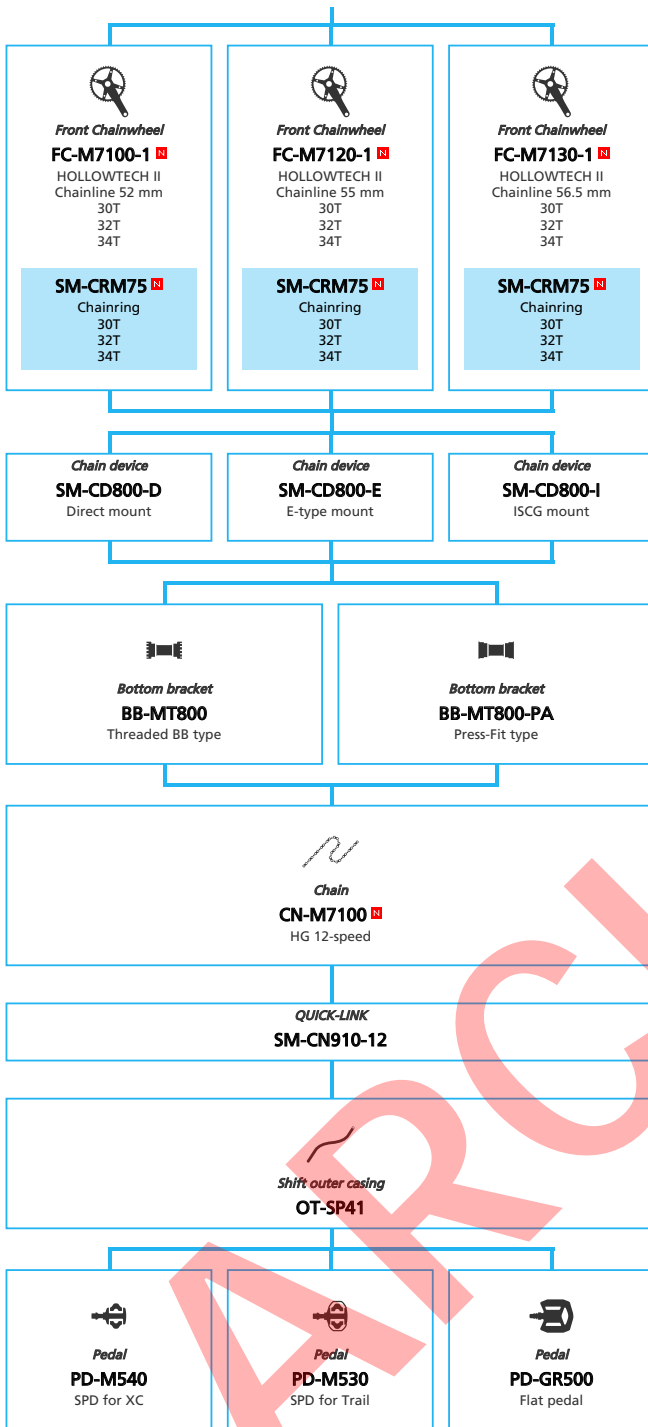 Front Chainwheel
FC-M7100-1 N
HOLLOWTECH II
Chainline 52 mm
30T
32T
34T
SM-CRM75 N
Chainring
30T
32T
34T
Front Chainwheel
FC-M7120-1 N
HOLLOWTECH II
Chainline 55 mm
30T
32T
34T
SM-CRM75 N
Chainring
30T
32T
34T
Front Chainwheel
FC-M7130-1 N
HOLLOWTECH II
Chainline 56.5 mm
30T
32T
34T
SM-CRM75 N
Chainring
30T
32T
34T
Chain device
SM-CD800-D
Direct mount
Chain device
SM-CD800-E
E-type mount
Chain device
SM-CD800-I
ISCG mount
Bottom bracket
BB-MT800
Threaded BB type
Bottom bracket
BB-MT800-PA
Press-Fit type
Chain
CN-M7100 N
HG 12-speed
QUICK-LINK
SM-CN910-12
Shift outer casing
OT-SP41
Pedal
PD-M540
SPD for XC
Pedal
PD-M530
SPD for Trail
Pedal
PD-GR500
Flat pedal
ARC